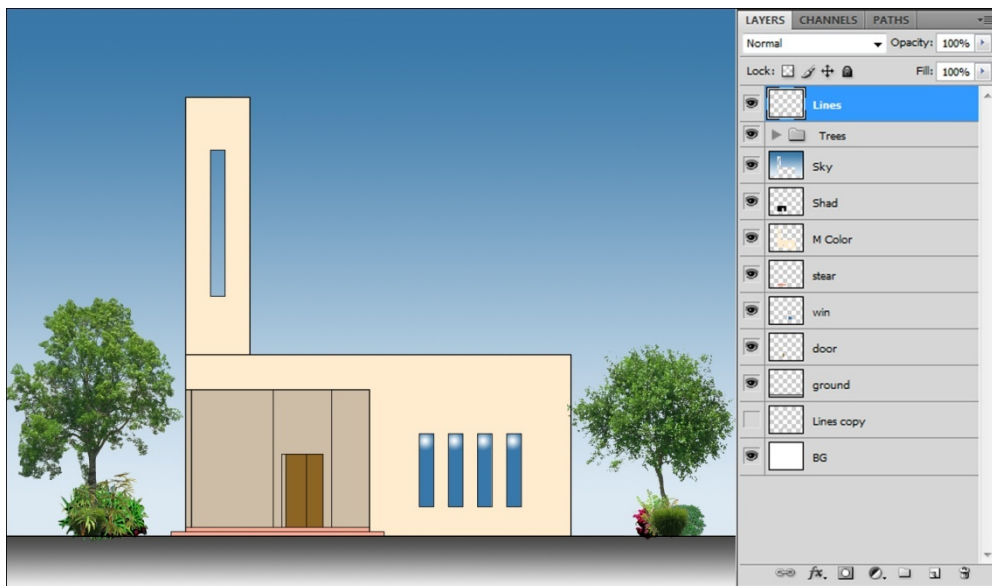 LAYERS CHANNELS PATHS
Normal Opacity: 100%
Lock: Fill: 100%
Lines
Trees
Sky
Shad
M Color
stear
win
door
ground
Lines copy
BG
fx.